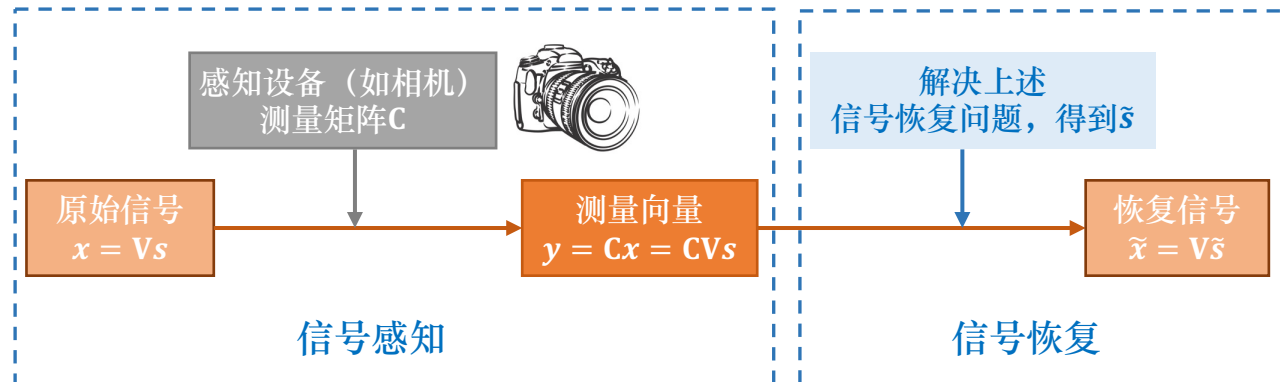 感知设备（如相机）
测量矩阵C
解决上述
信号恢复问题，得到s̃
原始信号
x = Vs
测量向量
y = Cx = CVs
恢复信号
x̃ = Vs̃
信号感知
信号恢复